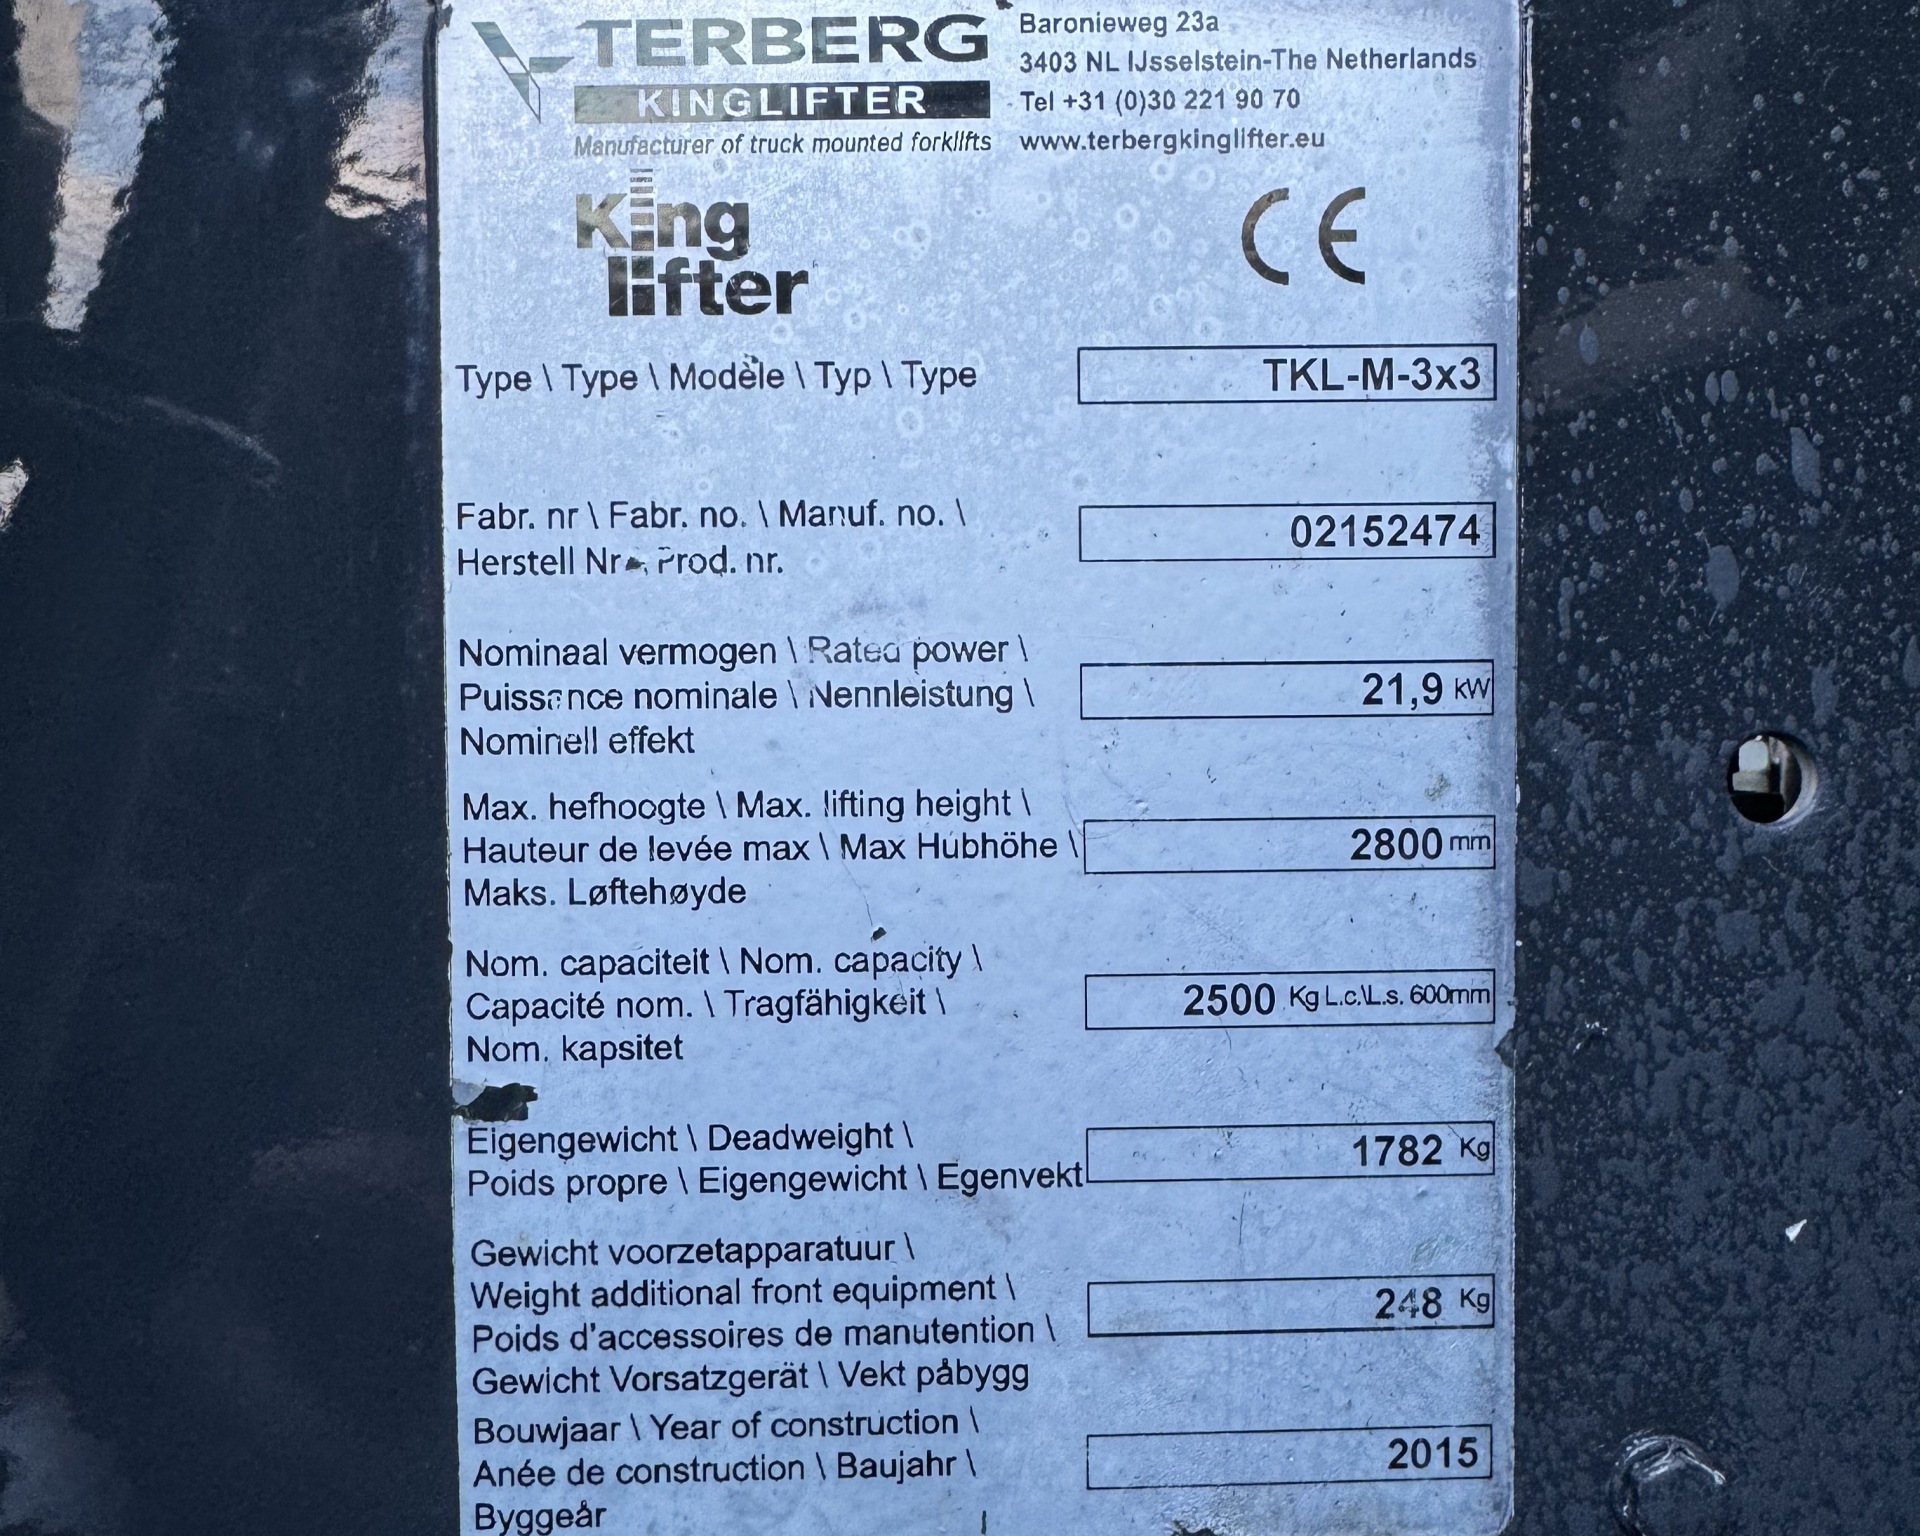 TERBERG
KINGLIFTER
Manufacturer of truck mounted forklifts
Baronieweg 23a
3403 NL IJsselstein-The Netherlands
Tel +31 (0)30 221 90 70
www.terbergkinglifter.eu
King
lifter
CE
Type \ Type \ Modèle \ Typ \ Type
TKL-M-3x3
Fabr. nr \ Fabr. no. \ Manuf. no. \
Herstell Nr. \ Prod. nr.
02152474
Nominaal vermogen \ Rated power \
Puissance nominale \ Nennleistung \
Nominell effekt
21,9 kW
Max. hefhoogte \ Max. lifting height \
Hauteur de levée max \ Max Hubhöhe \
Maks. Løftehøyde
2800 mm
Nom. capaciteit \ Nom. capacity \
Capacité nom. \ Tragfähigkeit \
Nom. kapsitet
2500 Kg L.c.\L.s. 600mm
Eigengewicht \ Deadweight \
Poids propre \ Eigengewicht \ Egenvekt
1782 Kg
Gewicht voorzetapparatuur \
Weight additional front equipment \
Poids d'accessoires de manutention \
Gewicht Vorsatzgerät \ Vekt påbygg
248 Kg
Bouwjaar \ Year of construction \
Anée de construction \ Baujahr \
Byggeår
2015